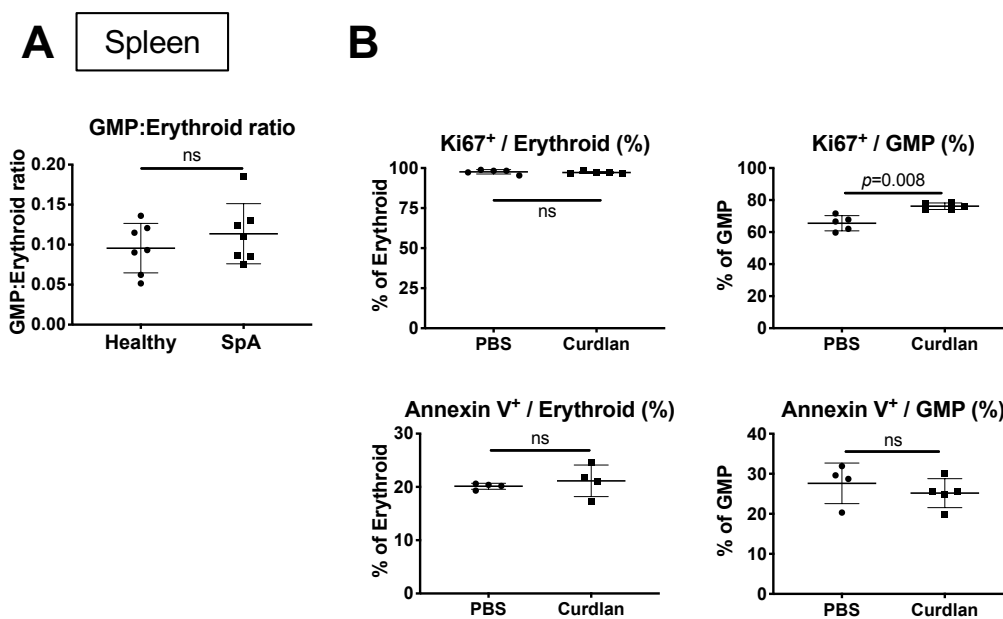 A
Spleen
B
GMP:Erythroid ratio
ns
GMP:Erythroid ratio
0.20
0.15
0.10
0.05
0.00
Healthy
SpA
Ki67+ / Erythroid (%)
% of Erythroid
100
75
50
25
0
ns
PBS
Curdlan
Ki67+ / GMP (%)
p=0.008
% of GMP
100
80
60
40
20
0
PBS
Curdlan
Annexin V+ / Erythroid (%)
ns
% of Erythroid
30
20
10
0
PBS
Curdlan
Annexin V+ / GMP (%)
ns
% of GMP
40
30
20
10
0
PBS
Curdlan